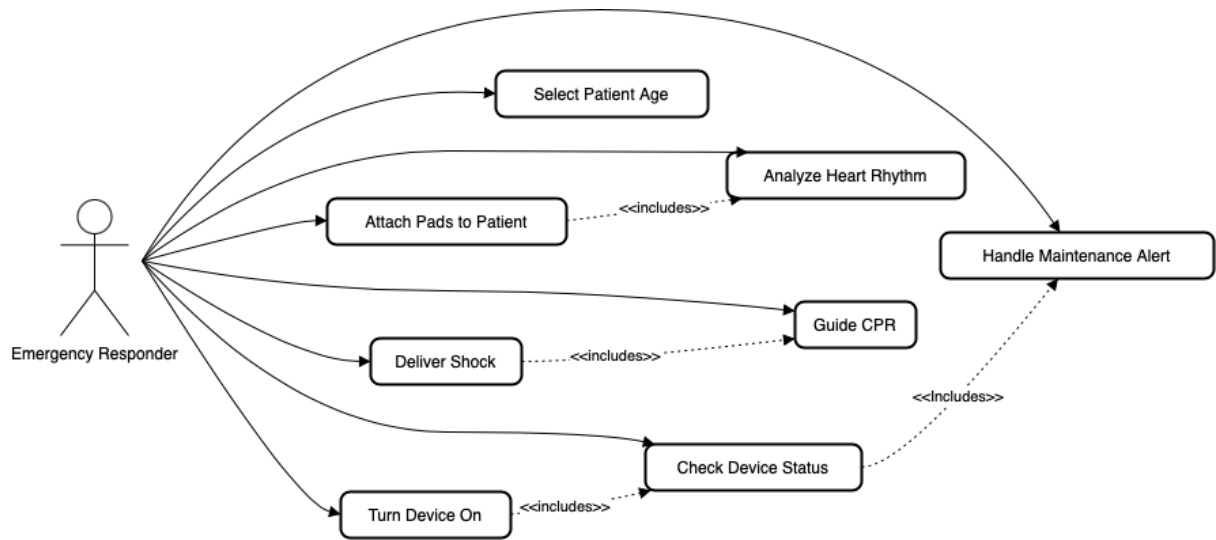 Select Patient Age
Analyze Heart Rhythm
<<includes>>
Attach Pads to Patient
Handle Maintenance Alert
Guide CPR
Emergency Responder
<<includes>>
Deliver Shock
<<Includes>>
Check Device Status
<<includes>>
Turn Device On